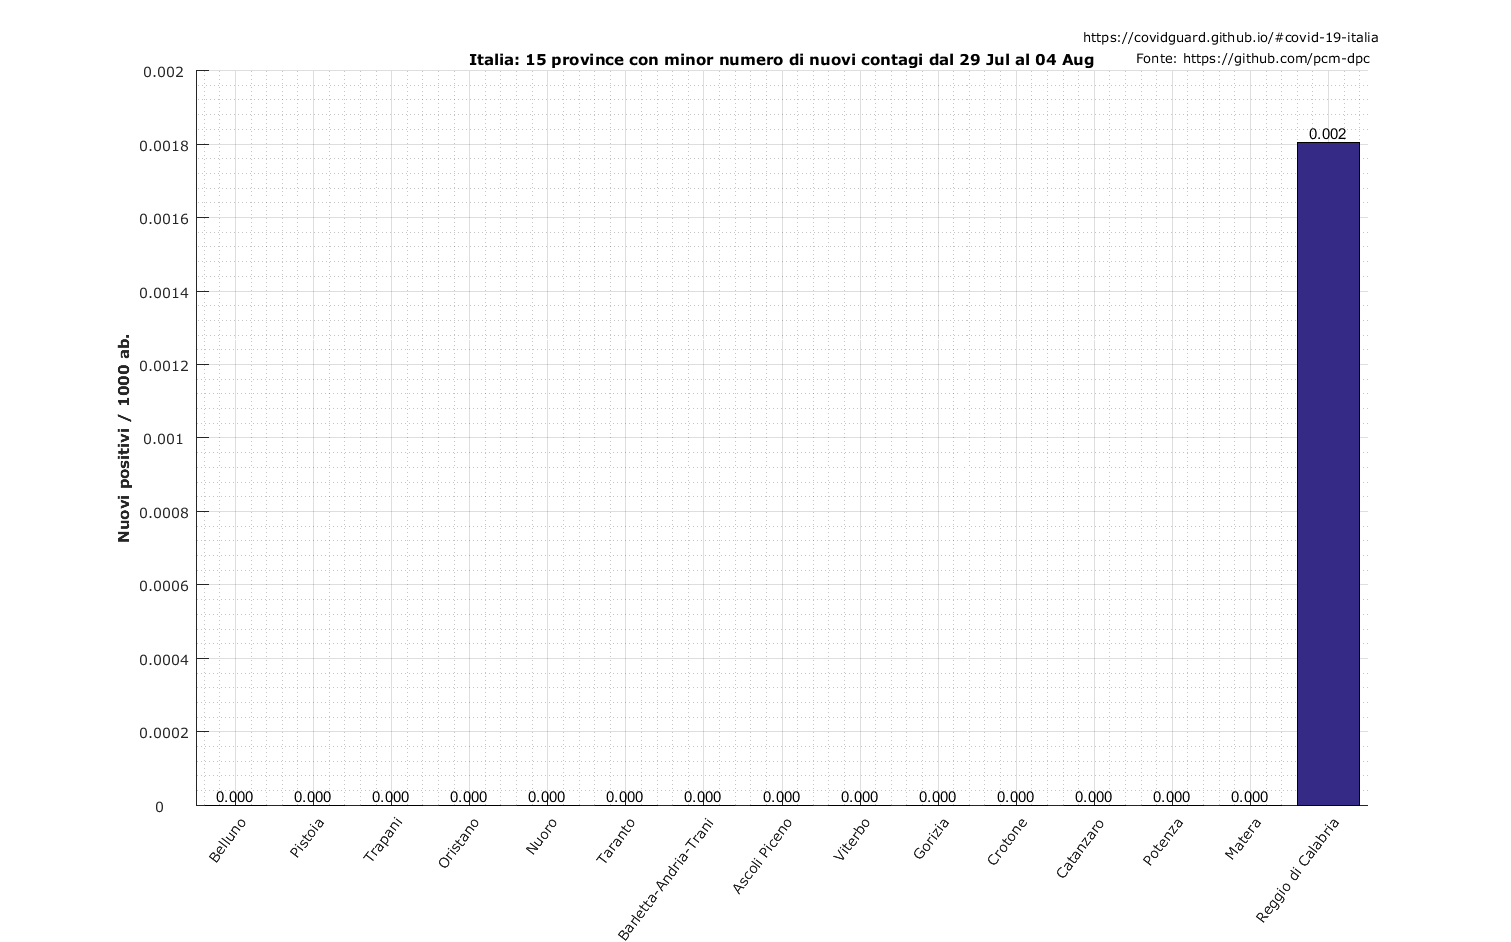 https://covidguard.github.io/#covid-19-italia
Italia: 15 province con minor numero di nuovi contagi dal 29 Jul al 04 Aug
Fonte: https://github.com/pcm-dpc
Nuovi positivi / 1000 ab.
0.002
0.0018
0.0016
0.0014
0.0012
0.001
0.0008
0.0006
0.0004
0.0002
0
0.000
0.000
0.000
0.000
0.000
0.000
0.000
0.000
0.000
0.000
0.000
0.000
0.000
0.000
0.002
Belluno
Pistoia
Trapani
Oristano
Nuoro
Taranto
Barletta-Andria-Trani
Ascoli Piceno
Viterbo
Gorizia
Crotone
Catanzaro
Potenza
Matera
Reggio di Calabria